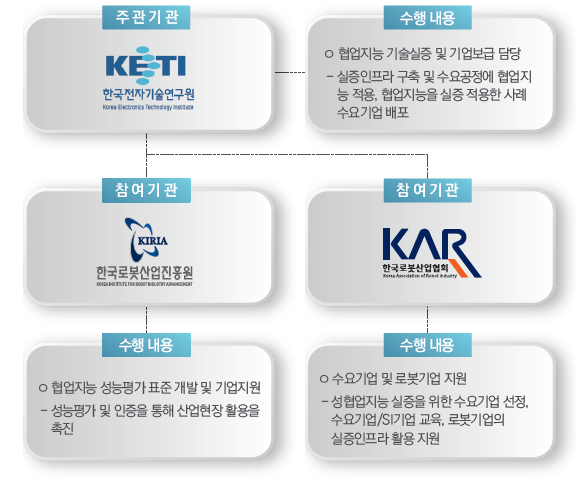 주관기관
KETI
한국전자기술연구원
Korea Electronics Technology Institute
수행 내용
ㅇ 협업지능 기술실증 및 기업보급 담당
- 실증인프라 구축 및 수요공정에 협업지
능 적용, 협업지능을 실증 적용한 사례
수요기업 배포
참여기관
KIRIA
한국로봇산업진흥원
KOREA INSTITUTE FOR ROBOT INDUSTRY ADVANCEMENT
참여기관
KAR
한국로봇산업협회
Korea Association of Robot Industry
수행 내용
ㅇ 협업지능 성능평가 표준 개발 및 기업지원
- 성능평가 및 인증을 통해 산업현장 활용을
촉진
수행 내용
ㅇ 수요기업 및 로봇기업 지원
- 성협업지능 실증을 위한 수요기업 선정,
수요기업/SI기업 교육, 로봇기업의
실증인프라 활용 지원